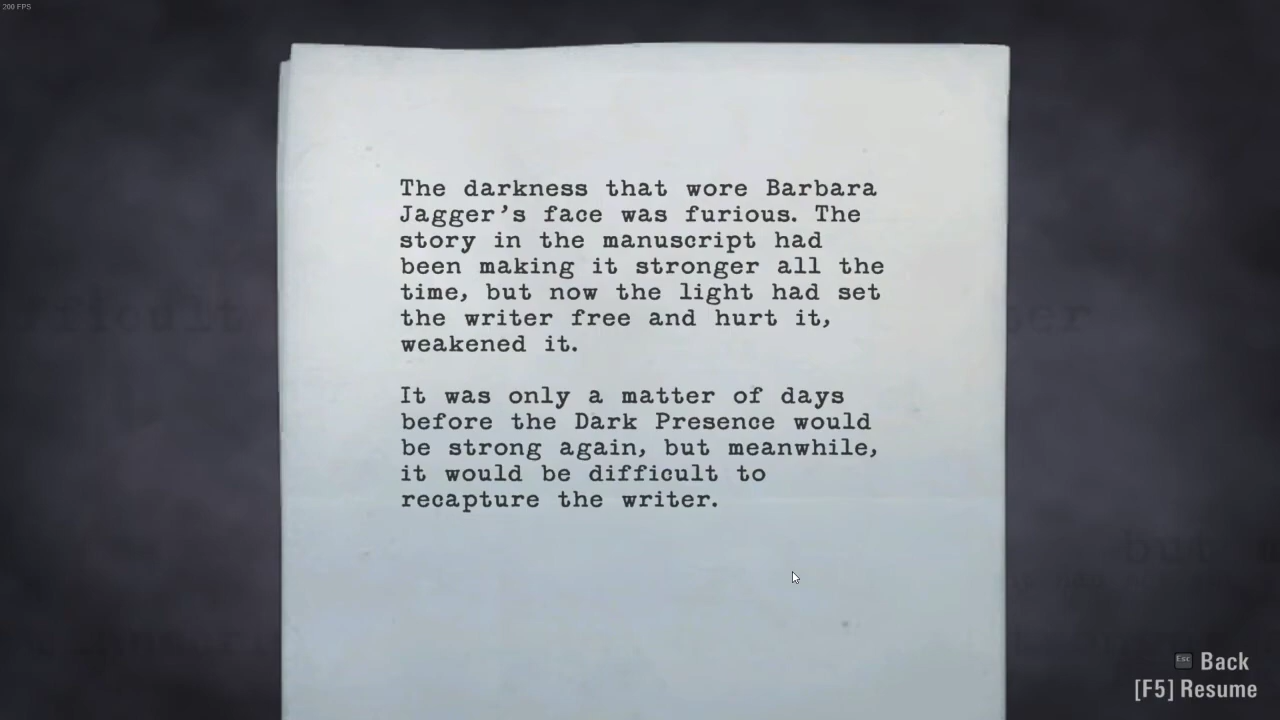 200 FPS
The darkness that wore Barbara
Jagger's face was furious. The
story in the manuscript had
been making it stronger all the
time, but now the light had set
the writer free and hurt it,
weakened it.
It was only a matter of days
before the Dark Presence would
be strong again, but meanwhile,
it would be difficult to
recapture the writer.
Esc Back
[F5] Resume